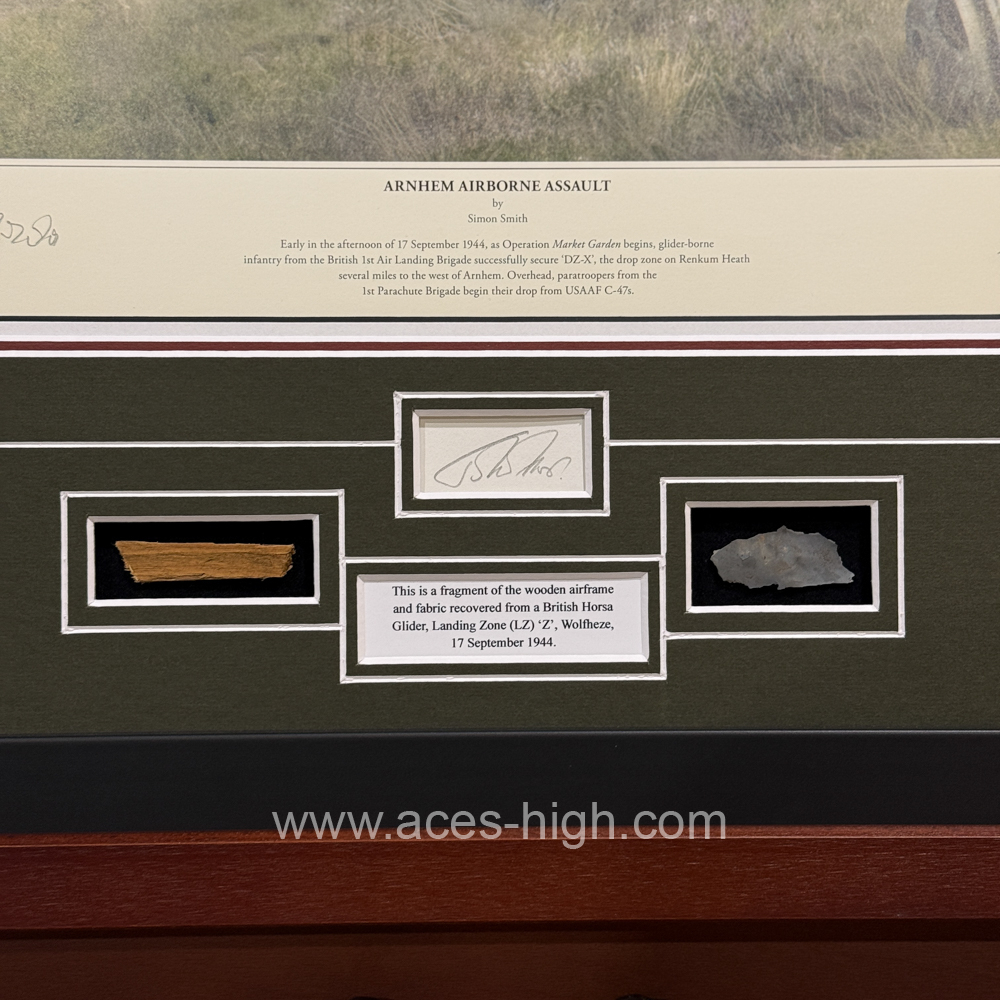 ARNHEM AIRBORNE ASSAULT
by
Simon Smith
Early in the afternoon of 17 September 1944, as Operation Market Garden begins, glider-borne
infantry from the British 1st Air Landing Brigade successfully secure ‘DZ-X’, the drop zone on Renkum Heath
several miles to the west of Arnhem. Overhead, paratroopers from the
1st Parachute Brigade begin their drop from USAAF C-47s.
This is a fragment of the wooden airframe
and fabric recovered from a British Horsa
Glider, Landing Zone (LZ) ‘Z’, Wolfheze,
17 September 1944.
www.aces-high.com